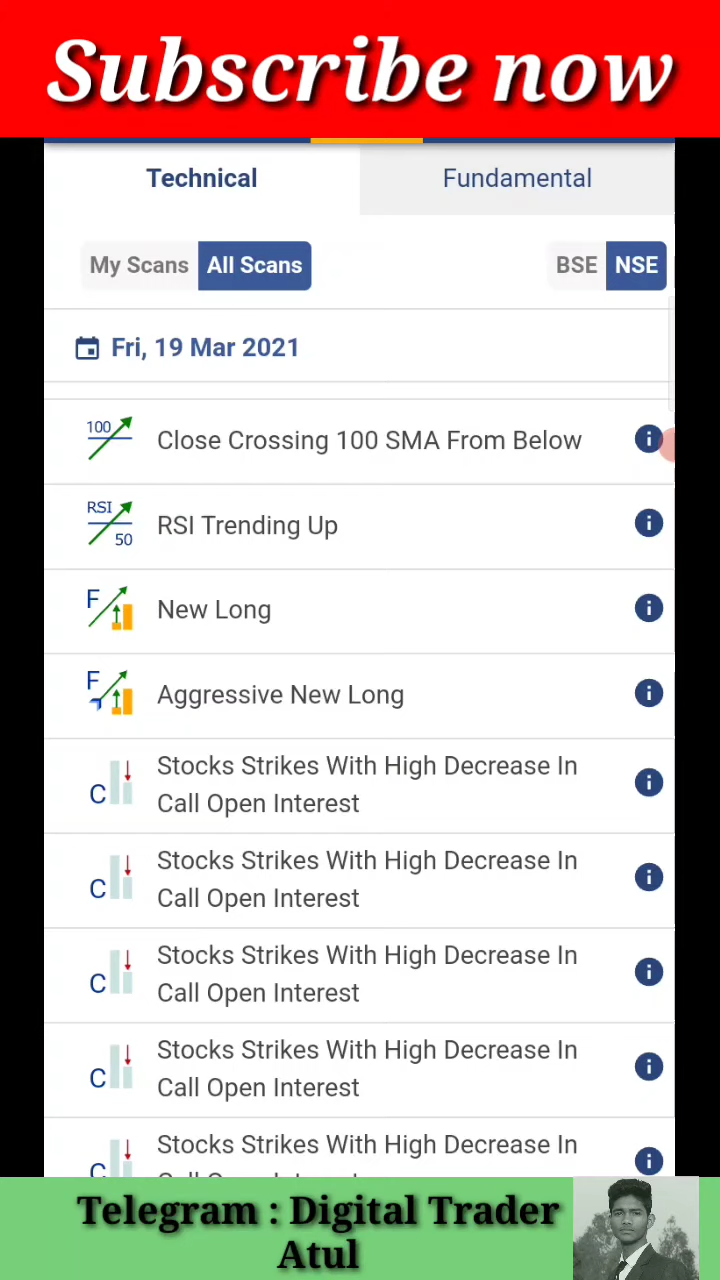 Subscribe now
Technical
Fundamental
My Scans
All Scans
BSE
NSE
Fri, 19 Mar 2021
100
Close Crossing 100 SMA From Below
RSI
50
RSI Trending Up
F
New Long
F
Aggressive New Long
C
Stocks Strikes With High Decrease In
Call Open Interest
C
Stocks Strikes With High Decrease In
Call Open Interest
C
Stocks Strikes With High Decrease In
Call Open Interest
C
Stocks Strikes With High Decrease In
Call Open Interest
C
Stocks Strikes With High Decrease In
Telegram : Digital Trader
Atul